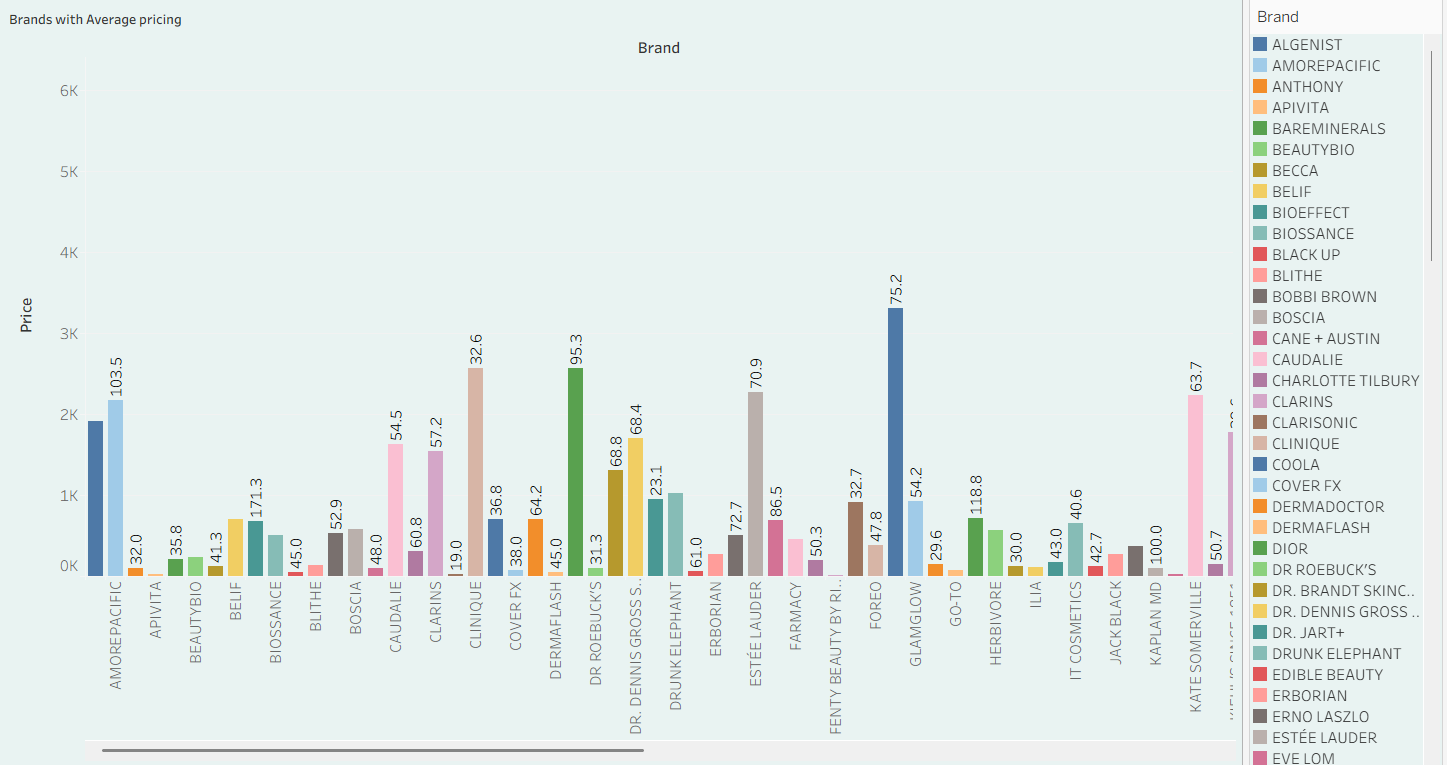 Brands with Average pricing
Brand
Price
6K
5K
4K
3K
2K
1K
0K
103.5
32.0
35.8
41.3
171.3
45.0
52.9
48.0
54.5
60.8
57.2
19.0
32.6
36.8
38.0
64.2
45.0
95.3
31.3
68.8
68.4
23.1
61.0
72.7
70.9
86.5
50.3
32.7
47.8
75.2
54.2
29.6
118.8
30.0
43.0
40.6
42.7
100.0
63.7
50.7
AMOREPACIFIC
APIVITA
BEAUTYBIO
BELIF
BIOSSANCE
BLITHE
BOSCIA
CAUDALIE
CLARINS
CLINIQUE
COVER FX
DERMAFLASH
DR ROEBUCK'S
DR. DENNIS GROSS S..
DRUNK ELEPHANT
ERBORIAN
ESTÉE LAUDER
FARMACY
FENTY BEAUTY BY RI...
FOREO
GLAMGLOW
GO-TO
HERBIVORE
ILIA
IT COSMETICS
JACK BLACK
KAPLAN MD
KATE SOMERVILLE
Brand
ALGENIST
AMOREPACIFIC
ANTHONY
APIVITA
BAREMINERALS
BEAUTYBIO
BECCA
BELIF
BIOEFFECT
BIOSSANCE
BLACK UP
BLITHE
BOBBI BROWN
BOSCIA
CANE + AUSTIN
CAUDALIE
CHARLOTTE TILBURY
CLARINS
CLARISONIC
CLINIQUE
COOLA
COVER FX
DERMADOCTOR
DERMAFLASH
DIOR
DR ROEBUCK'S
DR. BRANDT SKINC..
DR. DENNIS GROSS ..
DR. JART+
DRUNK ELEPHANT
EDIBLE BEAUTY
ERBORIAN
ERNO LASZLO
ESTÉE LAUDER
EVE LOM